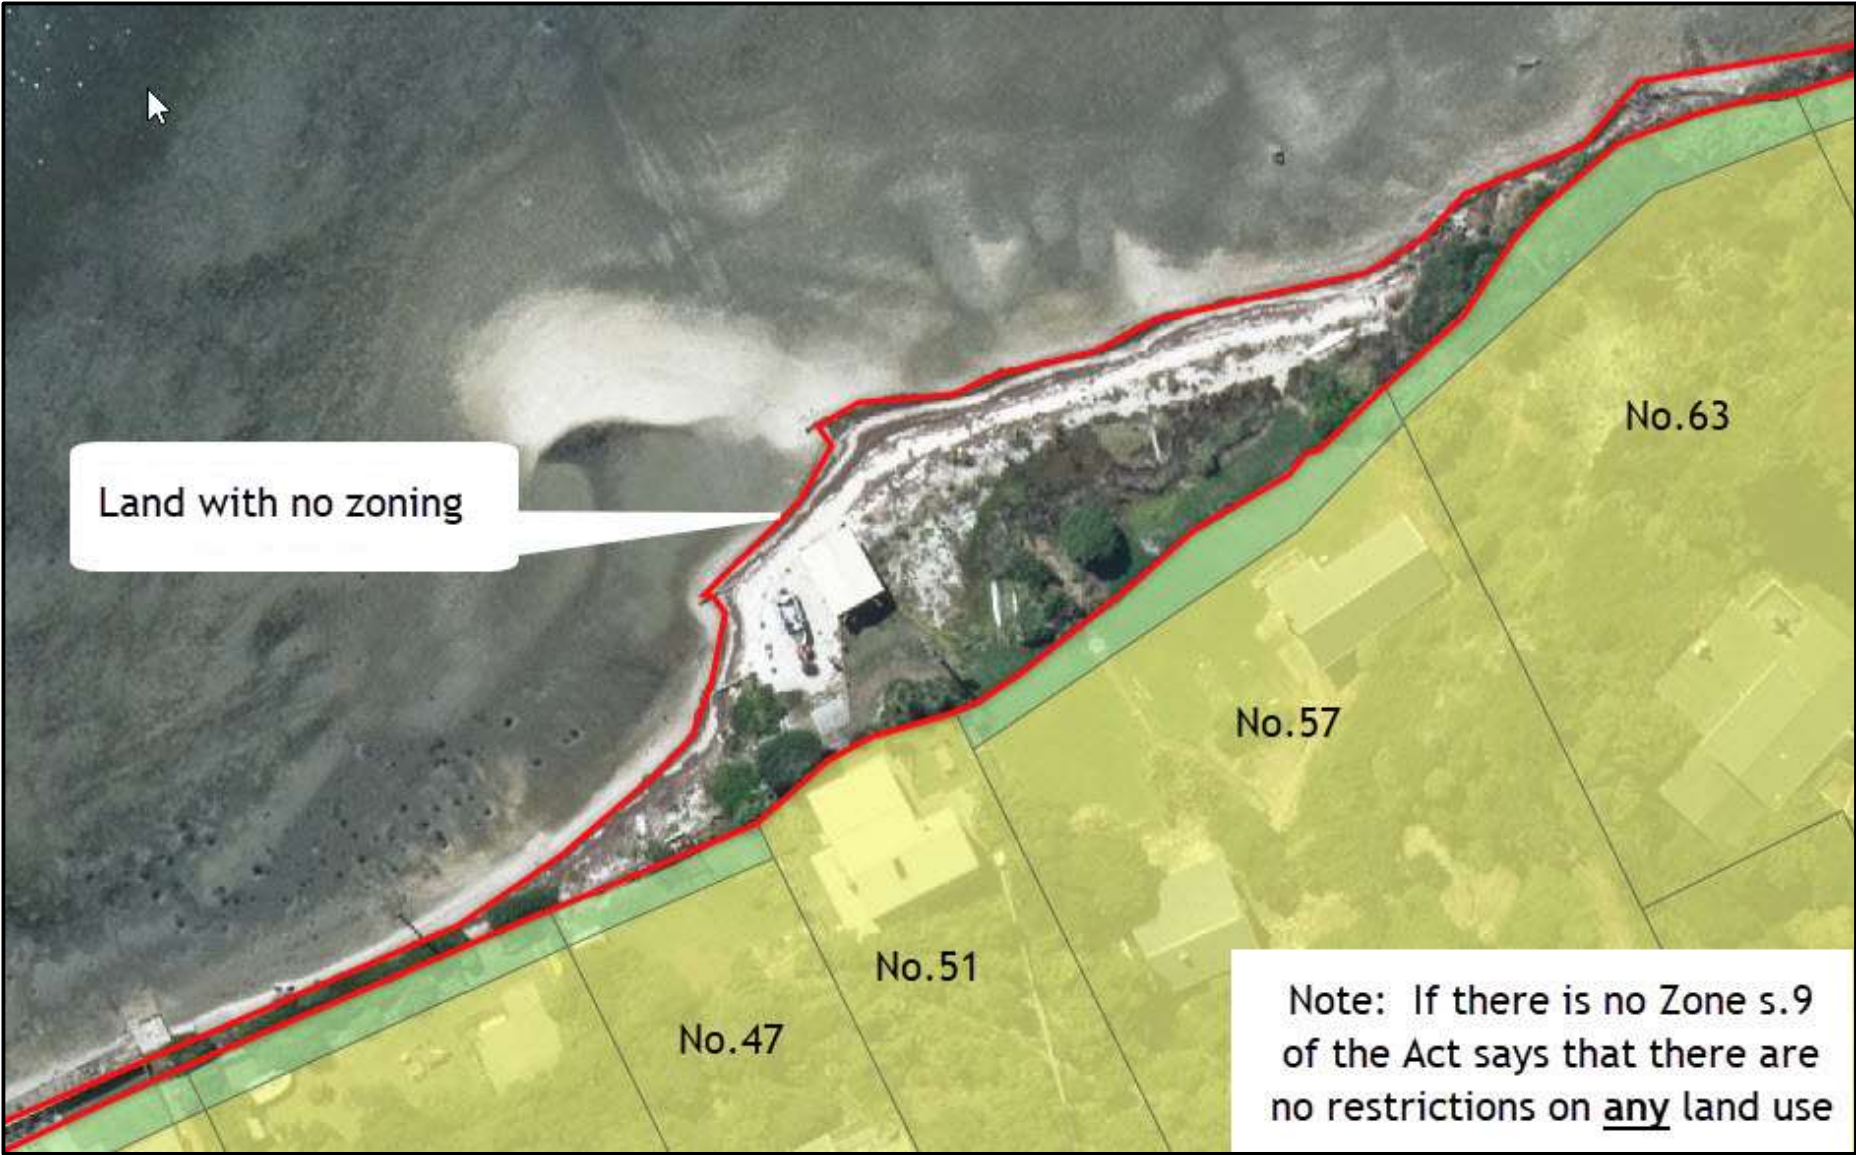 Land with no zoning
No.63
No.57
No.51
No.47
Note: If there is no Zone s.9
of the Act says that there are
no restrictions on any land use